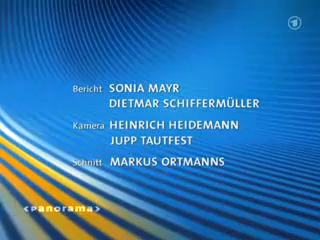 Bericht SONIA MAYR
DIETMAR SCHIFFERMÜLLER
Kamera HEINRICH HEIDEMANN
JUPP TAUTFEST
Schnitt MARKUS ORTMANNS
<panorama>